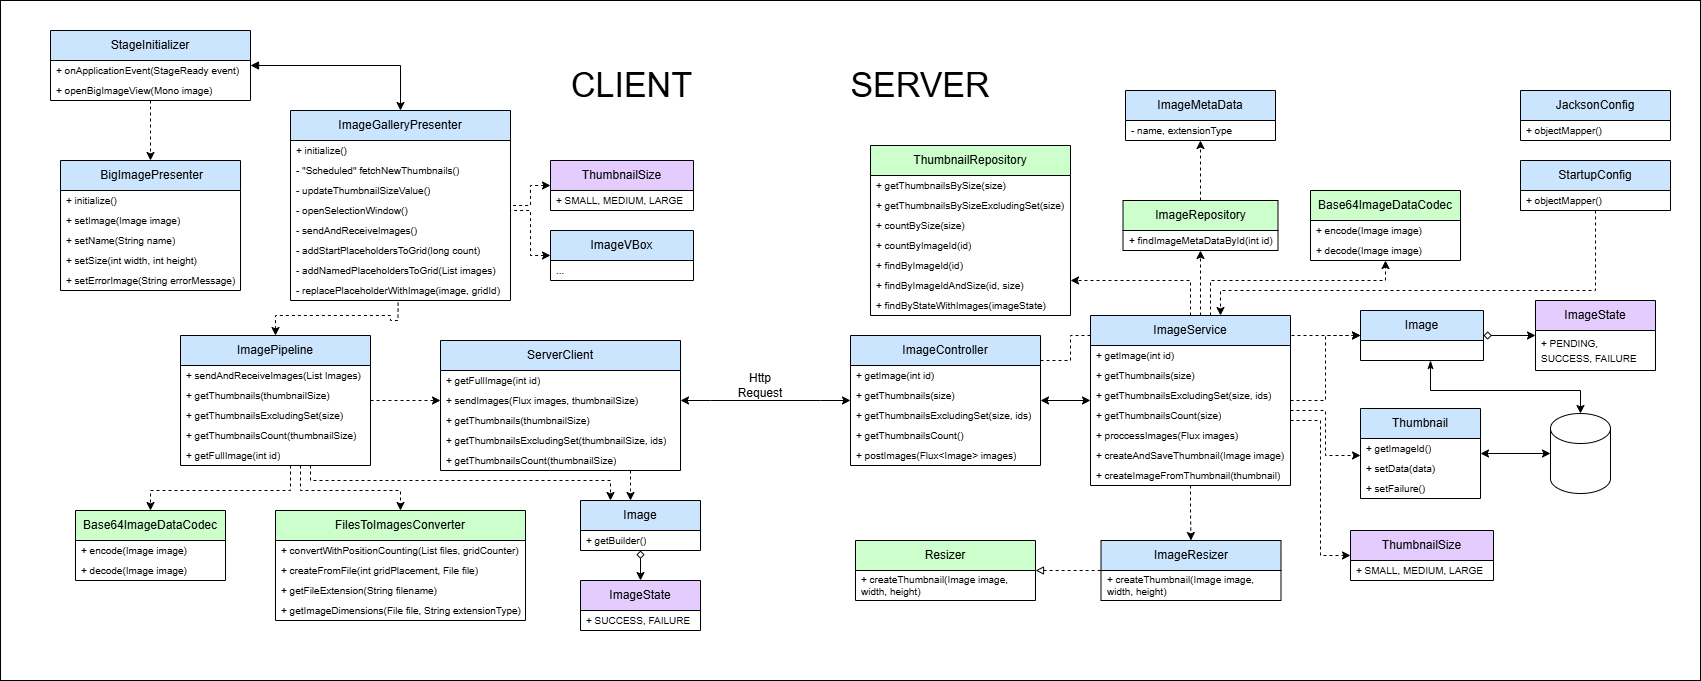 CLIENT
SERVER
StageInitializer
+ onApplicationEvent(StageReady event)
+ openBigImageView(Mono image)
BigImagePresenter
+ initialize()
+ setImage(Image image)
+ setName(String name)
+ setSize(int width, int height)
+ setErrorImage(String errorMessage)
ImageGalleryPresenter
+ initialize()
- "Scheduled" fetchNewThumbnails()
- updateThumbnailSizeValue()
- openSelectionWindow()
- sendAndReceiveImages()
- addStartPlaceholdersToGrid(long count)
- addNamedPlaceholdersToGrid(List images)
- replacePlaceholderWithImage(image, gridId)
ThumbnailSize
+ SMALL, MEDIUM, LARGE
ImageVBox
...
ImagePipeline
+ sendAndReceiveImages(List Images)
+ getThumbnails(thumbnailSize)
+ getThumbnailsExcludingSet(size)
+ getThumbnailsCount(thumbnailSize)
+ getFullImage(int id)
ServerClient
+ getFullImage(int id)
+ sendImages(Flux images, thumbnailSize)
+ getThumbnails(thumbnailSize)
+ getThumbnailsExcludingSet(thumbnailSize, ids)
+ getThumbnailsCount(thumbnailSize)
Base64ImageDataCodec
+ encode(Image image)
+ decode(Image image)
FilesToImagesConverter
+ convertWithPositionCounting(List files, gridCounter)
+ createFromFile(int gridPlacement, File file)
+ getFileExtension(String filename)
+ getImageDimensions(File file, String extensionType)
Image
+ getBuilder()
ImageState
+ SUCCESS, FAILURE
Http
Request
ThumbnailRepository
+ getThumbnailsBySize(size)
+ getThumbnailsBySizeExcludingSet(size)
+ countBySize(size)
+ countByImageId(id)
+ findByImageId(id)
+ findByImageIdAndSize(id, size)
+ findByStateWithImages(imageState)
ImageMetaData
- name, extensionType
ImageRepository
+ findImageMetaDataById(int id)
Base64ImageDataCodec
+ encode(Image image)
+ decode(Image image)
JacksonConfig
+ objectMapper()
StartupConfig
+ objectMapper()
ImageController
+ getImage(int id)
+ getThumbnails(size)
+ getThumbnailsExcludingSet(size, ids)
+ getThumbnailsCount()
+ postImages(Flux<Image> images)
ImageService
+ getImage(int id)
+ getThumbnails(size)
+ getThumbnailsExcludingSet(size, ids)
+ getThumbnailsCount(size)
+ proccessImages(Flux images)
+ createAndSaveThumbnail(Image image)
+ createImageFromThumbnail(thumbnail)
Image
ImageState
+ PENDING,
SUCCESS, FAILURE
Thumbnail
+ getImageId()
+ setData(data)
+ setFailure()
ThumbnailSize
+ SMALL, MEDIUM, LARGE
Resizer
+ createThumbnail(Image image,
width, height)
ImageResizer
+ createThumbnail(Image image,
width, height)